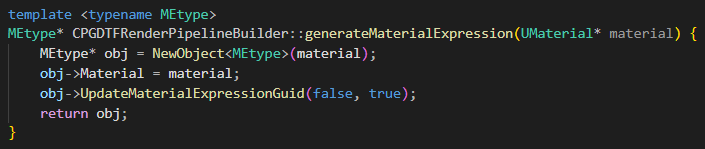 template <typename MEtype>
MEtype* CPGDTFRenderPipelineBuilder::generateMaterialExpression(UMaterial* material) {
    MEtype* obj = NewObject<MEtype>(material);
    obj->Material = material;
    obj->UpdateMaterialExpressionGuid(false, true);
    return obj;
}